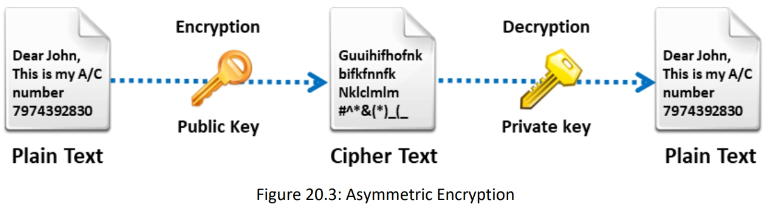 Encryption
Decryption
Dear John,
This is my A/C
number
7974392830
Guuihifhofnk
bifkfnnfk
Nklclmlm
#^*&(*)_(_
Dear John,
This is my A/C
number
7974392830
Public Key
Private key
Plain Text
Cipher Text
Plain Text
Figure 20.3: Asymmetric Encryption